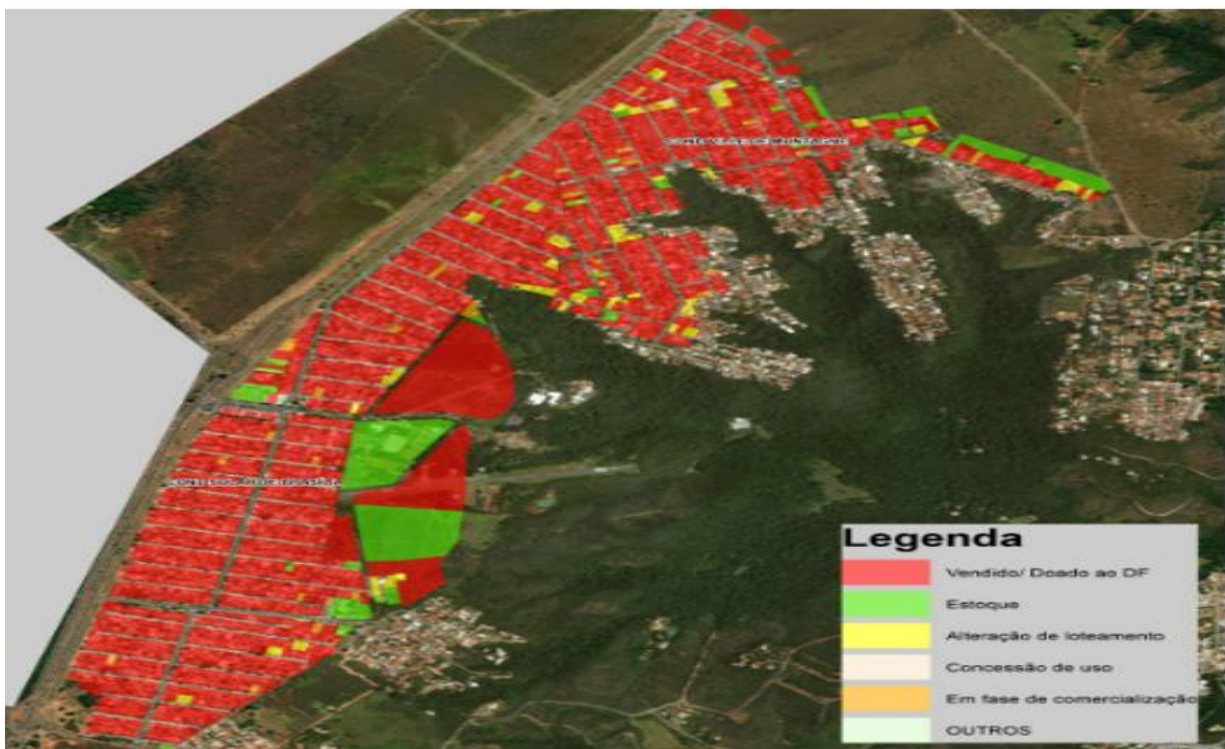 Legenda
Vendido/ Doado ao DF
Estoque
Alteração de loteamento
Concessão de uso
Em fase de comercialização
OUTROS